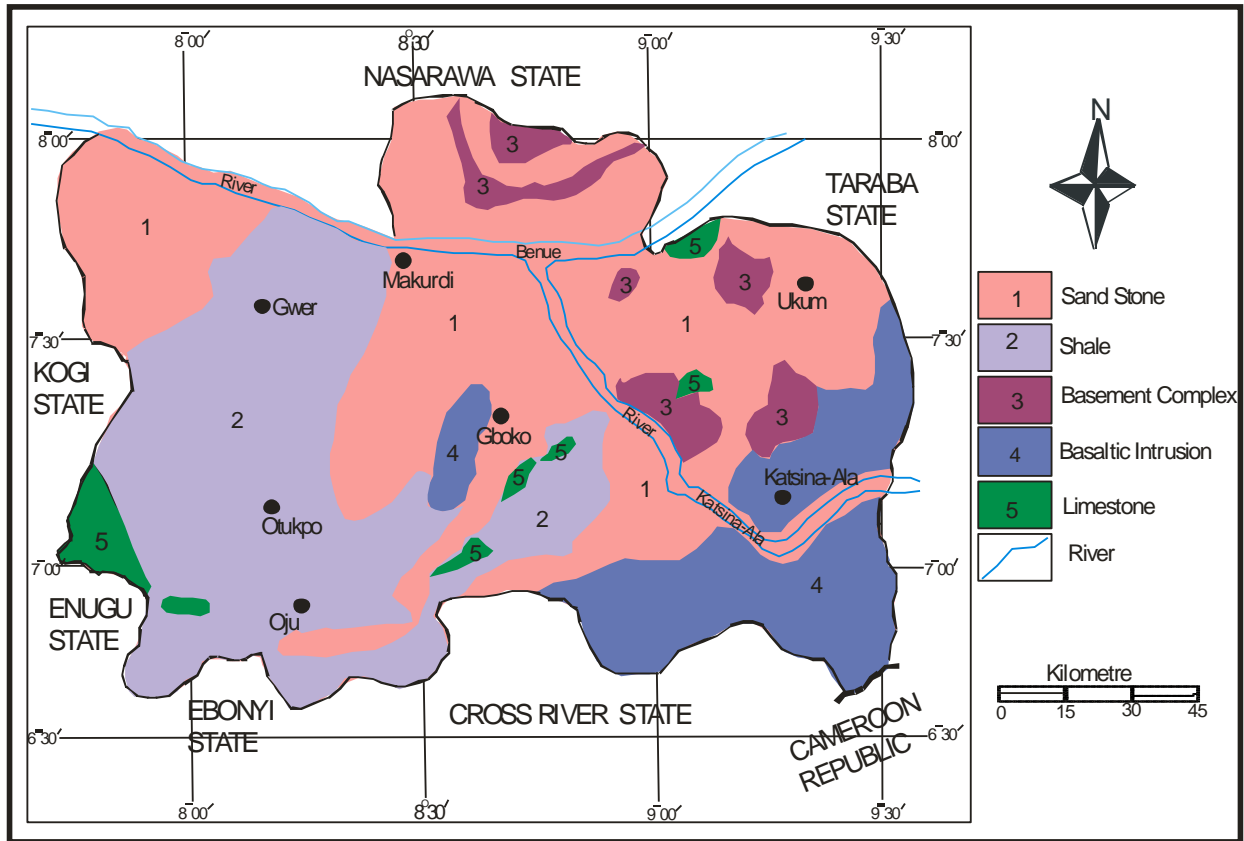 8°00′
8°30′
9°00′
9°30′
NASARAWA STATE
8°00′
8°00′
N
3
3
River
TARABA
STATE
1
Benue
5
Makurdi
3
3
Ukum
Gwer
1
1
7°30′
7°30′
1 Sand Stone
2 Shale
3 Basement Complex
4 Basaltic Intrusion
5 Limestone
River
KOGI
STATE
2
5
3
3
River
Gboko
4
5
5
Katsina-Ala
1
Katsina-Ala
Otukpo
2
5
5
7°00′
7°00′
4
ENUGU
STATE
Oju
Kilometre
0 15 30 45
EBONYI
STATE
CROSS RIVER STATE
CAMEROON
REPUBLIC
6°30′
6°30′
8°00′
8°30′
9°00′
9°30′